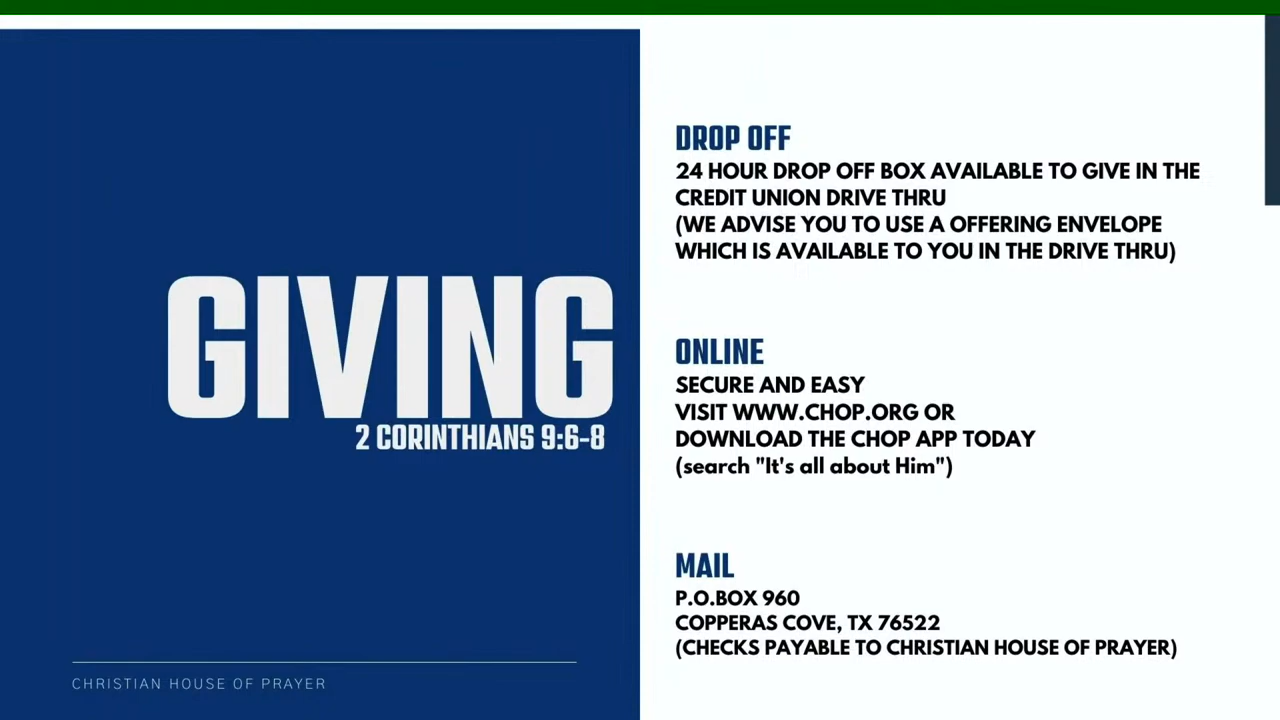 GIVING
2 CORINTHIANS 9:6-8
CHRISTIAN HOUSE OF PRAYER
DROP OFF
24 HOUR DROP OFF BOX AVAILABLE TO GIVE IN THE
CREDIT UNION DRIVE THRU
(WE ADVISE YOU TO USE A OFFERING ENVELOPE
WHICH IS AVAILABLE TO YOU IN THE DRIVE THRU)
ONLINE
SECURE AND EASY
VISIT WWW.CHOP.ORG OR
DOWNLOAD THE CHOP APP TODAY
(search "It's all about Him")
MAIL
P.O.BOX 960
COPPERAS COVE, TX 76522
(CHECKS PAYABLE TO CHRISTIAN HOUSE OF PRAYER)